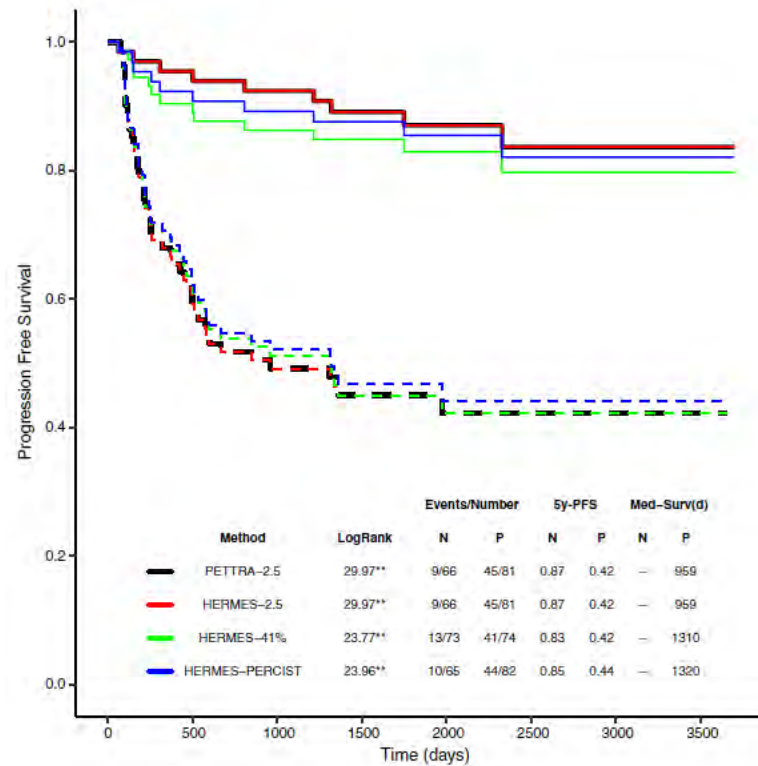 1.0
0.8
0.6
0.4
0.2
0.0
Progression Free Survival
Events/Number 5y-PFS Med-Surv(d)
Method LogRank N P N P N P
PETTRA-2.5 29.97** 9/66 45/81 0.87 0.42 — 959
HERMES-2.5 29.97** 9/66 45/81 0.87 0.42 — 959
HERMES-41% 23.77** 13/73 41/74 0.83 0.42 — 1310
HERMES-PERCIST 23.96** 10/65 44/82 0.85 0.44 — 1320
0 500 1000 1500 2000 2500 3000 3500
Time (days)